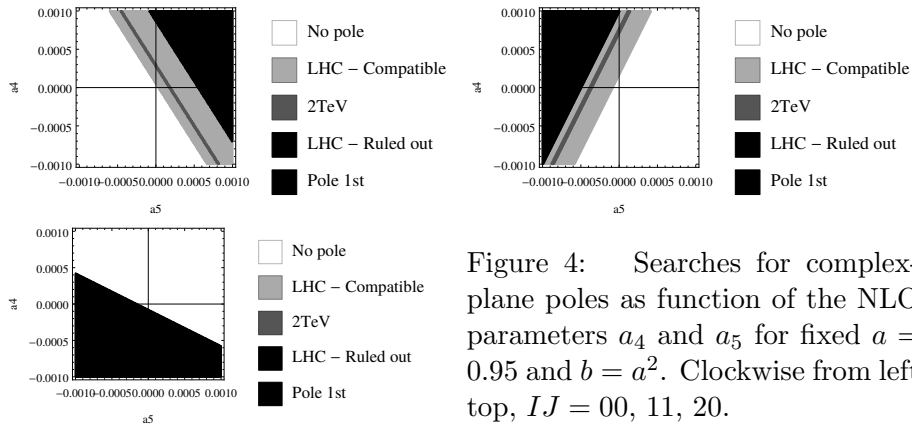 0.0010
0.0005
0.0000
−0.0005
−0.0010
a4
−0.0010−0.0005 0.0000 0.0005 0.0010
a5
No pole
LHC − Compatible
2TeV
LHC − Ruled out
Pole 1st
0.0010
0.0005
0.0000
−0.0005
−0.0010
a4
−0.0010−0.0005 0.0000 0.0005 0.0010
a5
No pole
LHC − Compatible
2TeV
LHC − Ruled out
Pole 1st
0.0010
0.0005
0.0000
−0.0005
−0.0010
a4
−0.0010−0.0005 0.0000 0.0005 0.0010
a5
No pole
LHC − Compatible
2TeV
LHC − Ruled out
Pole 1st
Figure 4: Searches for complex-
plane poles as function of the NLO
parameters a4 and a5 for fixed a =
0.95 and b = a². Clockwise from left
top, IJ = 00, 11, 20.